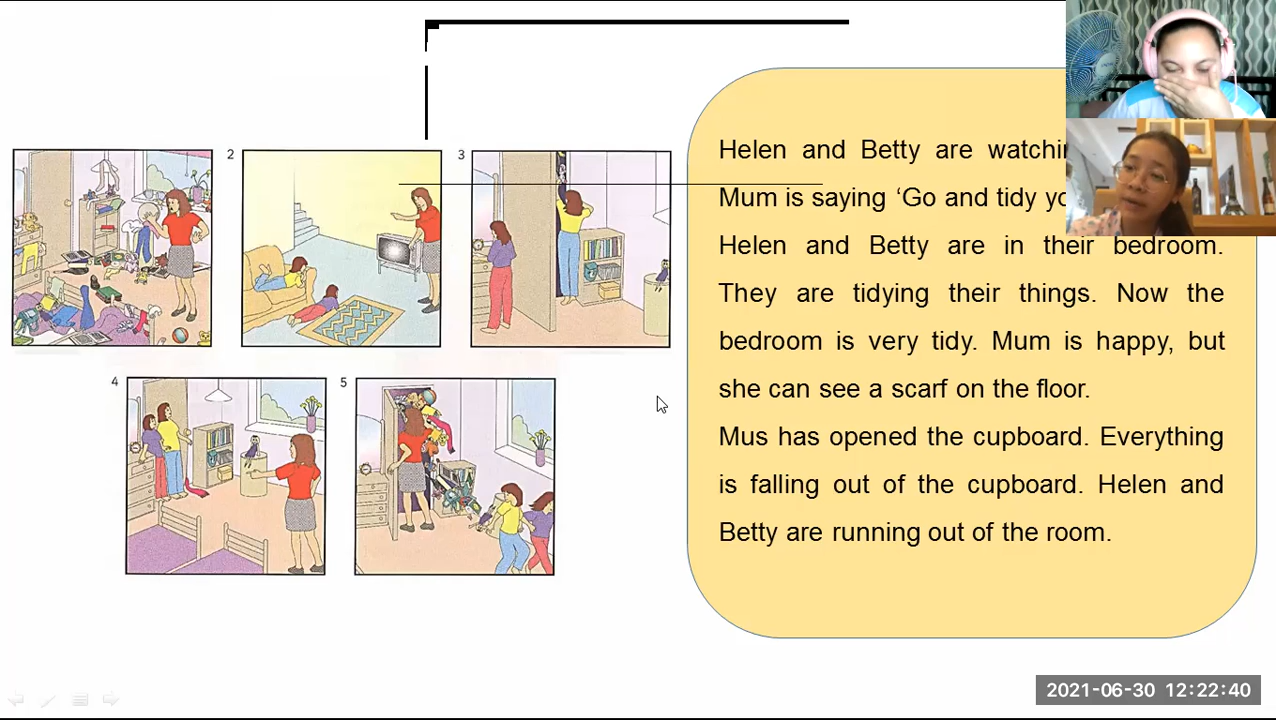 2
3
4
5
Helen and Betty are
Mum is saying ‘Go and tidy
Helen and Betty are in their bedroom.
They are tidying their things. Now the
bedroom is very tidy. Mum is happy, but
she can see a scarf on the floor.
Mus has opened the cupboard. Everything
is falling out of the cupboard. Helen and
Betty are running out of the room.
2021-06-30 12:22:40